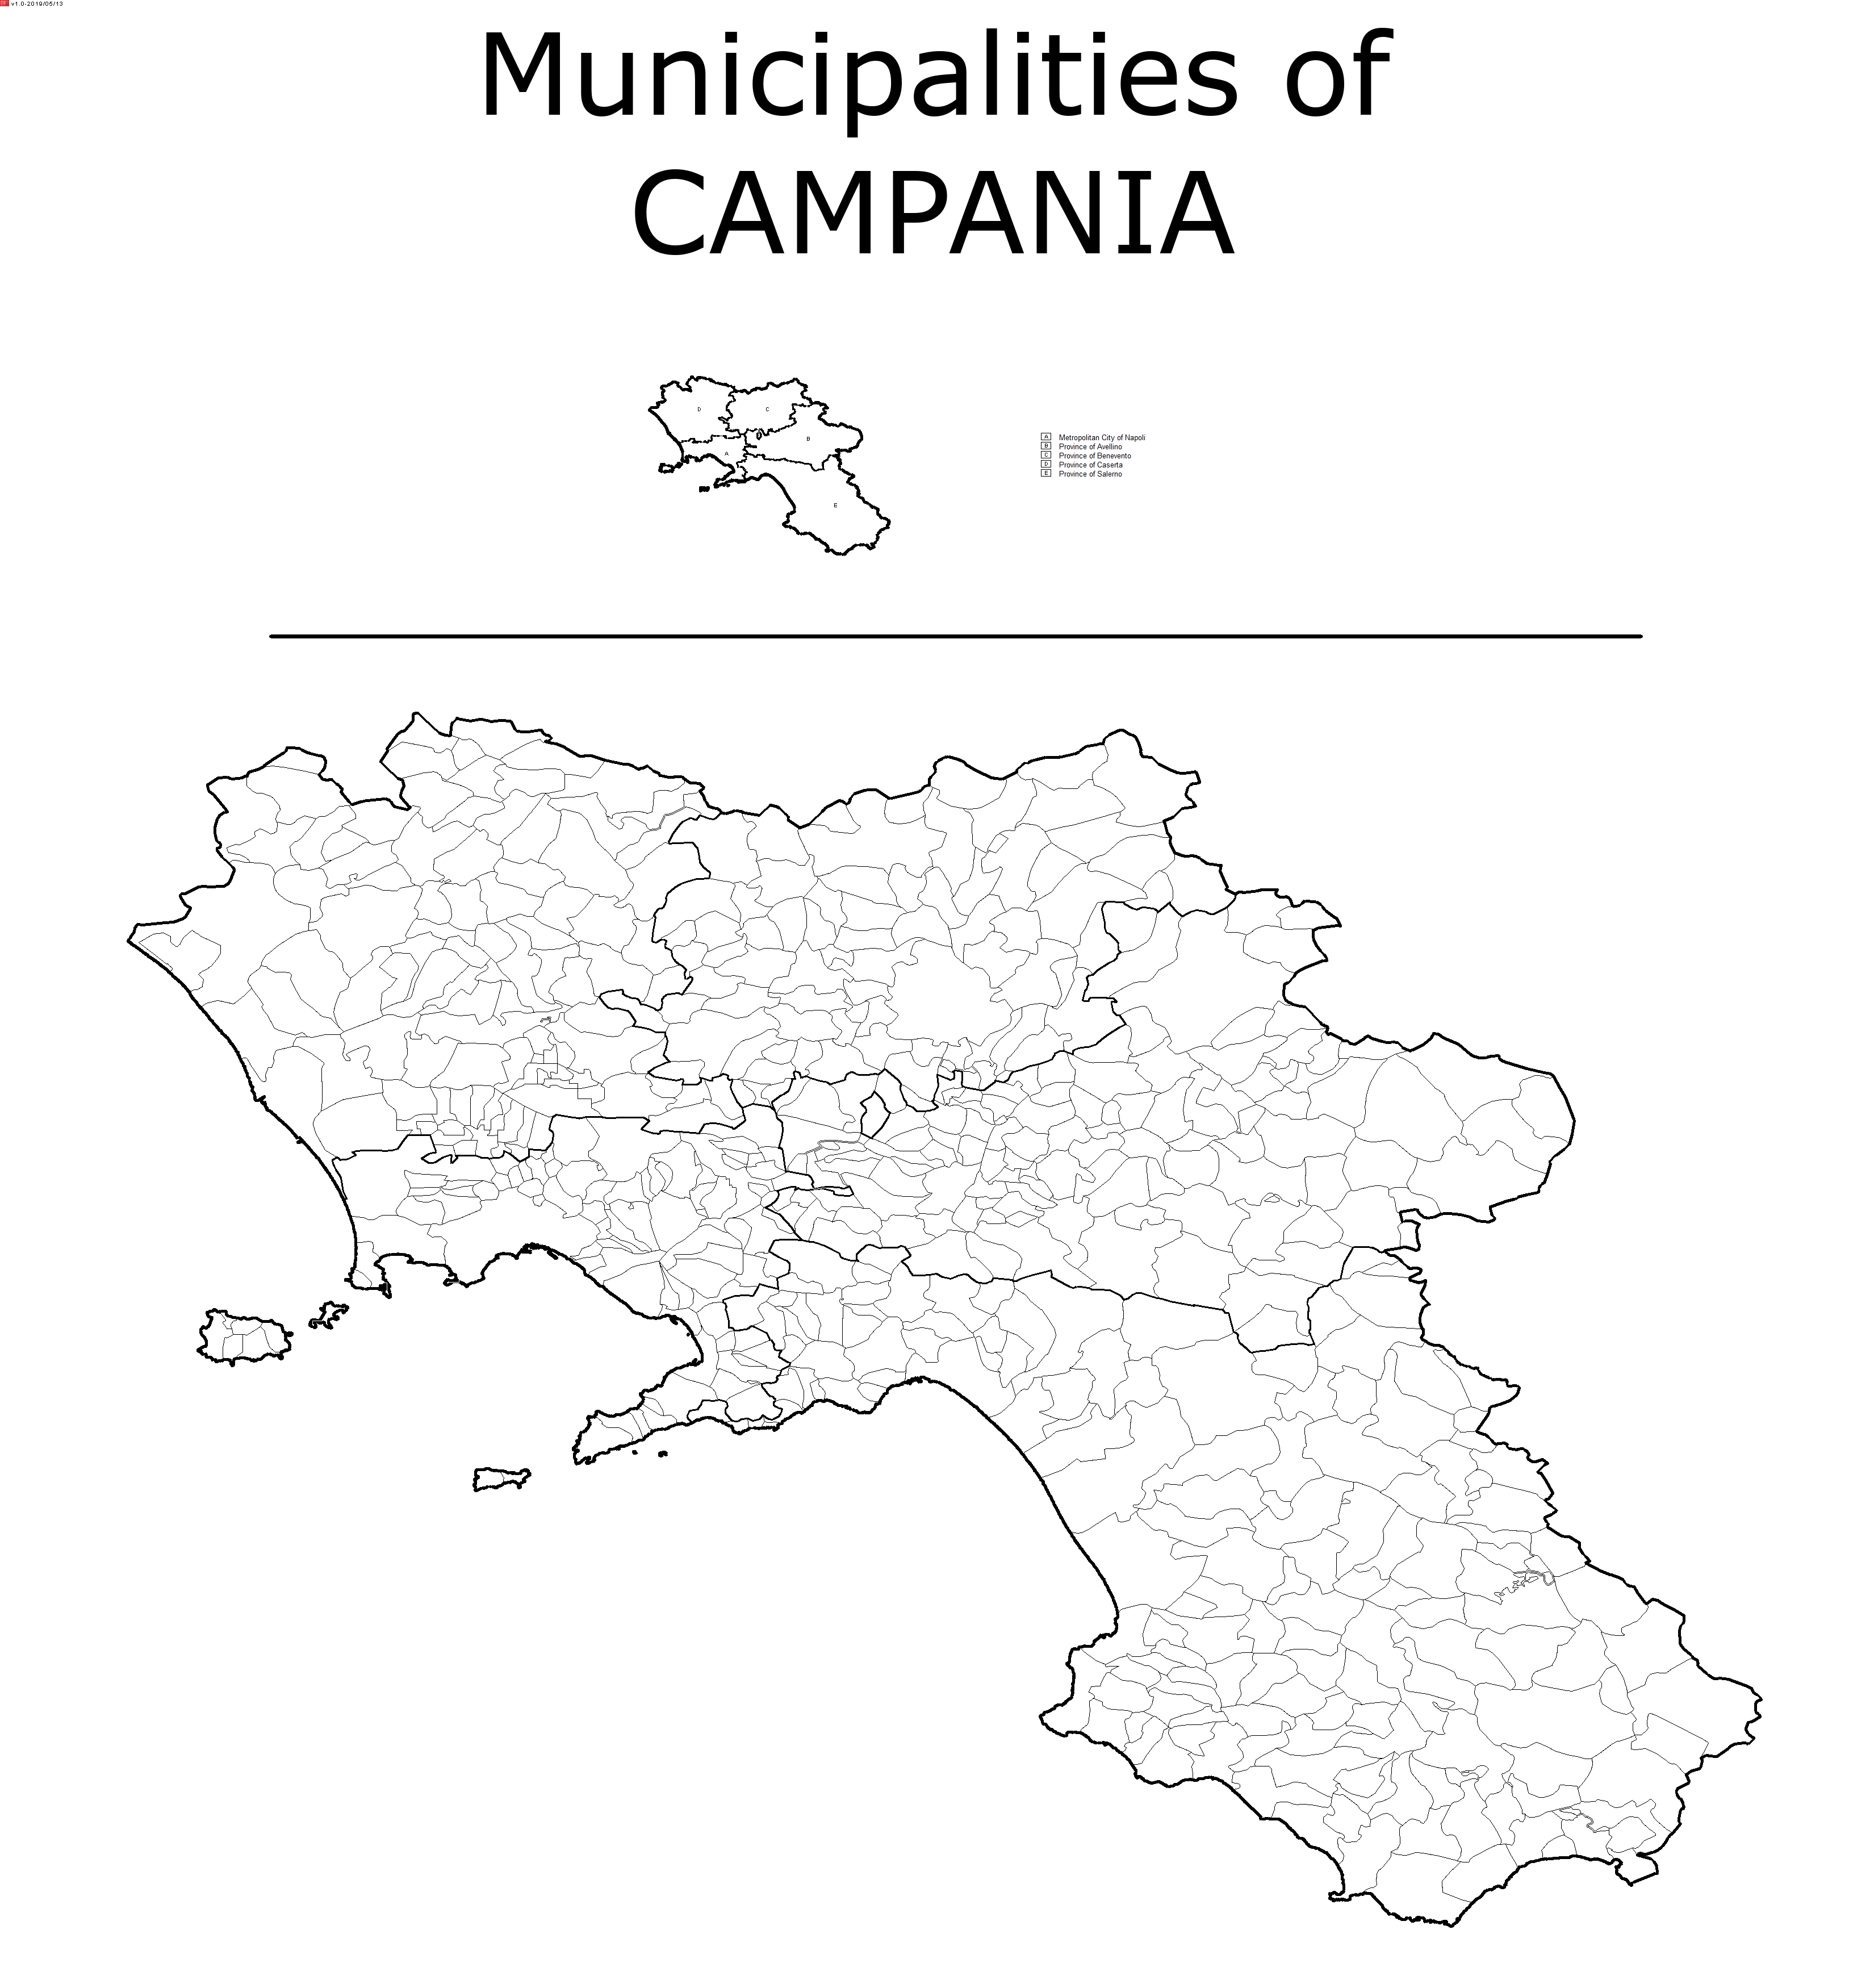 v1.0-2019/05/13
Municipalities of
CAMPANIA
D
C
B
A
E
A Metropolitan City of Napoli
B Province of Avellino
C Province of Benevento
D Province of Caserta
E Province of Salerno